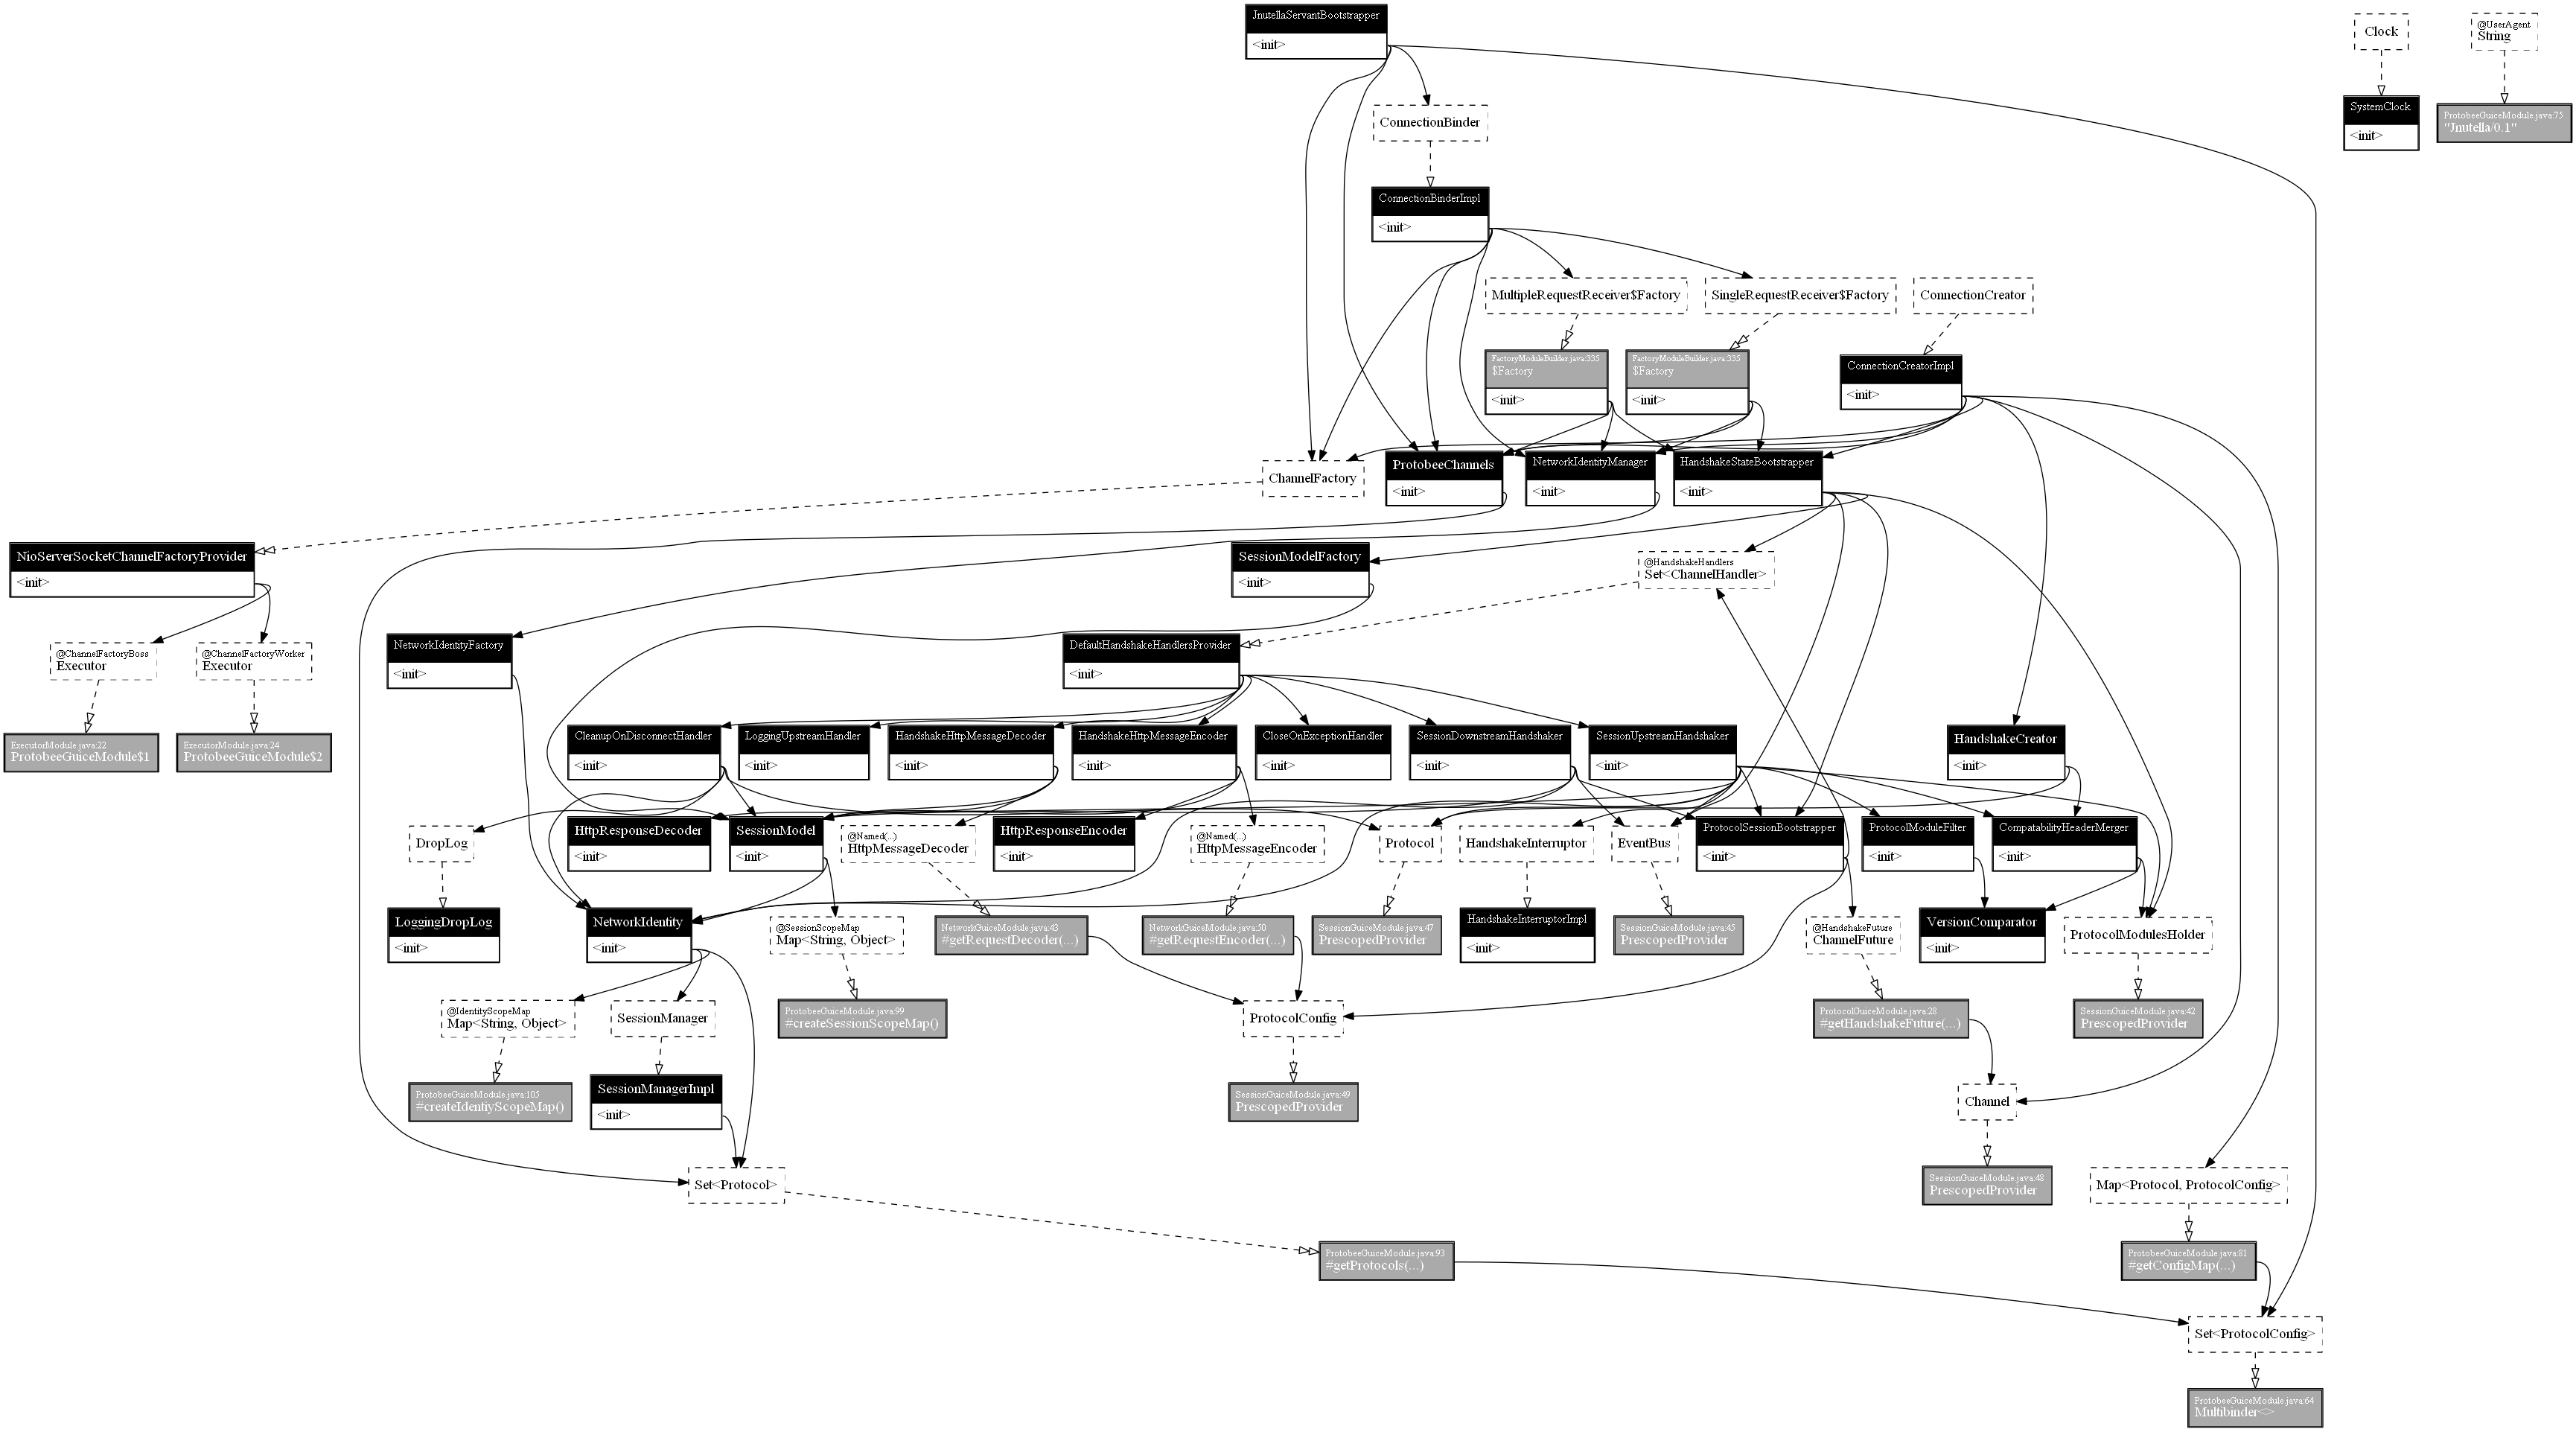 JnutellaServantBootstrapper
<init>
Clock
@UserAgent
String
ConnectionBinder
SystemClock
<init>
ProtobeeGuiceModule.java:75
"Jnutella/0.1"
ConnectionBinderImpl
<init>
MultipleRequestReceiver$Factory
SingleRequestReceiver$Factory
ConnectionCreator
FactoryModuleBuilder.java:335
$Factory
<init>
FactoryModuleBuilder.java:335
$Factory
<init>
ConnectionCreatorImpl
<init>
ChannelFactory
ProtobeeChannels
<init>
NetworkIdentityManager
<init>
HandshakeStateBootstrapper
<init>
NioServerSocketChannelFactoryProvider
<init>
SessionModelFactory
<init>
@HandshakeHandlers
Set<ChannelHandler>
@ChannelFactoryBoss
Executor
@ChannelFactoryWorker
Executor
NetworkIdentityFactory
<init>
DefaultHandshakeHandlersProvider
<init>
ExecutorModule.java:22
ProtobeeGuiceModule$1
ExecutorModule.java:24
ProtobeeGuiceModule$2
CleanupOnDisconnectHandler
<init>
LoggingUpstreamHandler
<init>
HandshakeHttpMessageDecoder
<init>
HandshakeHttpMessageEncoder
<init>
CloseOnExceptionHandler
<init>
SessionDownstreamHandshaker
<init>
SessionUpstreamHandshaker
<init>
HandshakeCreator
<init>
DropLog
HttpResponseDecoder
<init>
SessionModel
<init>
@Named(...)
HttpMessageDecoder
HttpResponseEncoder
<init>
@Named(...)
HttpMessageEncoder
Protocol
HandshakeInterruptor
EventBus
ProtocolSessionBootstrapper
<init>
ProtocolModuleFilter
<init>
CompatabilityHeaderMerger
<init>
LoggingDropLog
<init>
NetworkIdentity
<init>
@SessionScopeMap
Map<String, Object>
NetworkGuiceModule.java:43
#getRequestDecoder(...)
NetworkGuiceModule.java:50
#getRequestEncoder(...)
SessionGuiceModule.java:47
PrescopedProvider
HandshakeInterruptorImpl
<init>
SessionGuiceModule.java:45
PrescopedProvider
@HandshakeFuture
ChannelFuture
VersionComparator
<init>
ProtocolModulesHolder
@IdentityScopeMap
Map<String, Object>
SessionManager
ProtobeeGuiceModule.java:99
#createSessionScopeMap()
ProtocolConfig
ProtocolGuiceModule.java:28
#getHandshakeFuture(...)
SessionGuiceModule.java:42
PrescopedProvider
ProtobeeGuiceModule.java:105
#createIdentiyScopeMap()
SessionManagerImpl
<init>
SessionGuiceModule.java:49
PrescopedProvider
Channel
Set<Protocol>
SessionGuiceModule.java:48
PrescopedProvider
Map<Protocol, ProtocolConfig>
ProtobeeGuiceModule.java:93
#getProtocols(...)
ProtobeeGuiceModule.java:81
#getConfigMap(...)
Set<ProtocolConfig>
ProtobeeGuiceModule.java:64
Multibinder<>